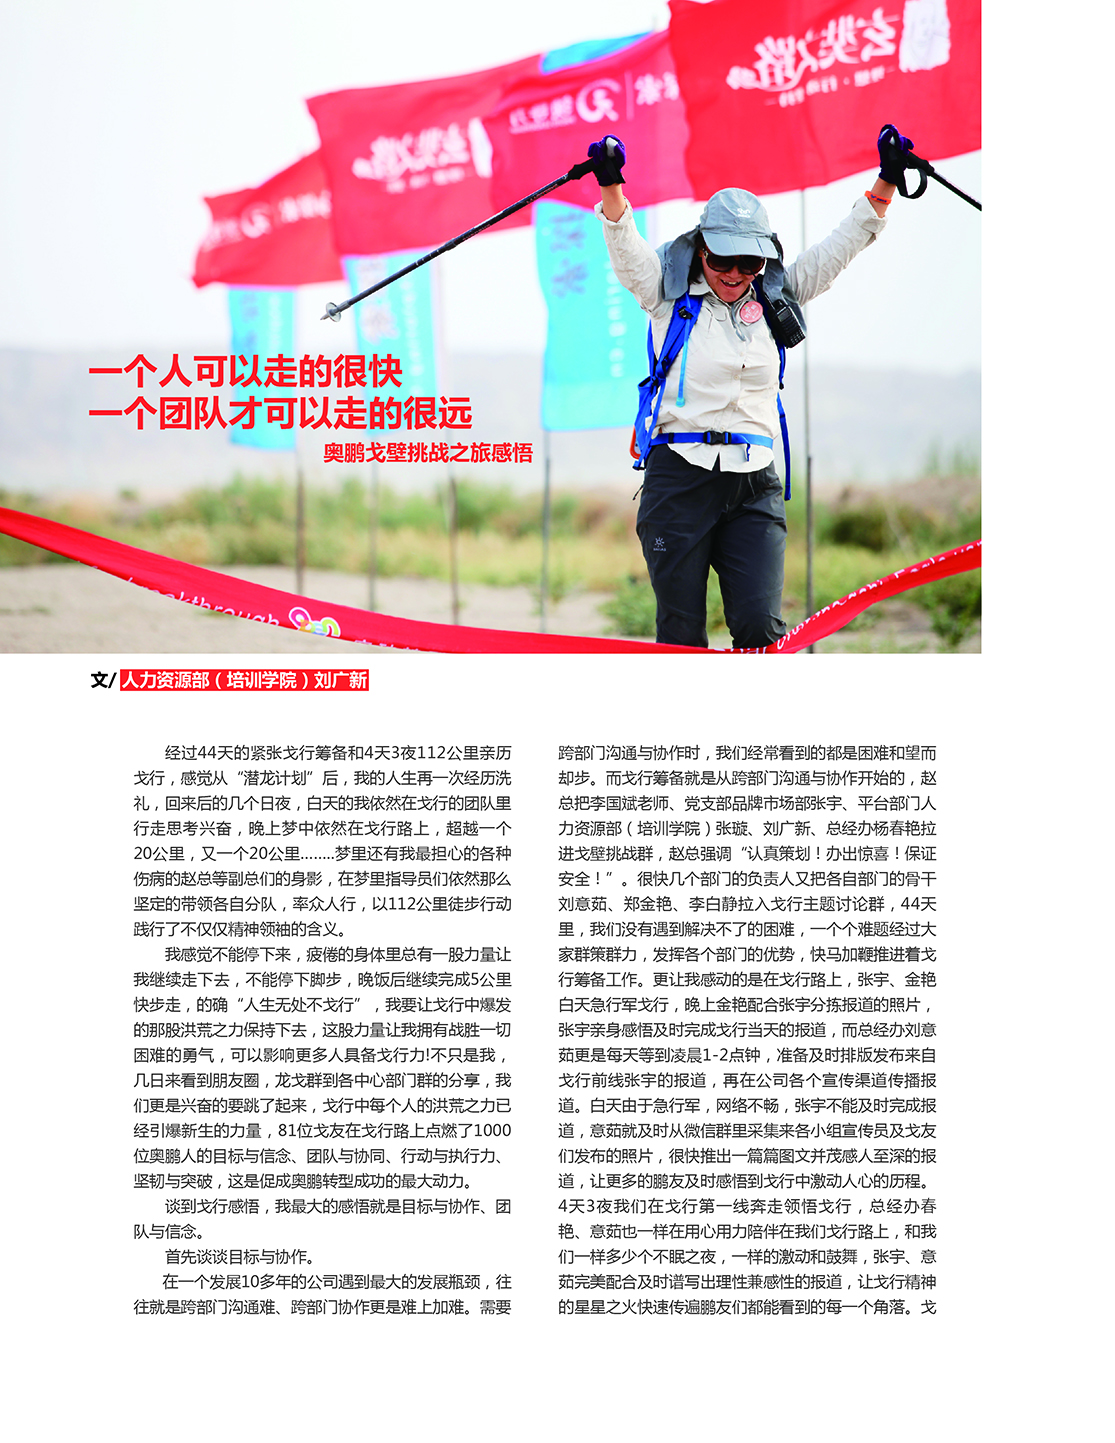 玄奘之路
一个人可以走的很快
一个团队才可以走的很远
奥鹏戈壁挑战之旅感悟
breakthrough
文/ 人力资源部（培训学院）刘广新
经过44天的紧张戈行筹备和4天3夜112公里亲历
戈行，感觉从“潜龙计划”后，我的人生再一次经历洗
礼，回来后的几个日夜，白天的我依然在戈行的团队里
行走思考兴奋，晚上梦中依然在戈行路上，超越一个
20公里，又一个20公里........梦里还有我最担心的各种
伤病的赵总等副总们的身影，在梦里指导员们依然那么
坚定的带领各自分队，率众人行，以112公里徒步行动
践行了不仅仅精神领袖的含义。
我感觉不能停下来，疲倦的身体里总有一股力量让
我继续走下去，不能停下脚步，晚饭后继续完成5公里
快步走，的确“人生无处不戈行”，我要让戈行中爆发
的那股洪荒之力保持下去，这股力量让我拥有战胜一切
困难的勇气，可以影响更多人具备戈行力!不只是我，
几日来看到朋友圈，龙戈群到各中心部门群的分享，我
们更是兴奋的要跳了起来，戈行中每个人的洪荒之力已
经引爆新生的力量，81位戈友在戈行路上点燃了1000
位奥鹏人的目标与信念、团队与协同、行动与执行力、
坚韧与突破，这是促成奥鹏转型成功的最大动力。
谈到戈行感悟，我最大的感悟就是目标与协作、团
队与信念。
首先谈谈目标与协作。
在一个发展10多年的公司遇到最大的发展瓶颈，往
往就是跨部门沟通难、跨部门协作更是难上加难。需要
跨部门沟通与协作时，我们经常看到的都是困难和望而
却步。而戈行筹备就是从跨部门沟通与协作开始的，赵
总把李国斌老师、党支部品牌市场部张宇、平台部门人
力资源部（培训学院）张璇、刘广新、总经办杨春艳拉
进戈壁挑战群，赵总强调“认真策划！办出惊喜！保证
安全！”。很快几个部门的负责人又把各自部门的骨干
刘意茹、郑金艳、李白静拉入戈行主题讨论群，44天
里，我们没有遇到解决不了的困难，一个个难题经过大
家群策群力，发挥各个部门的优势，快马加鞭推进着戈
行筹备工作。更让我感动的是在戈行路上，张宇、金艳
白天急行军戈行，晚上金艳配合张宇分拣报道的照片，
张宇亲身感悟及时完成戈行当天的报道，而总经办刘意
茹更是每天等到凌晨1-2点钟，准备及时排版发布来自
戈行前线张宇的报道，再在公司各个宣传渠道传播报
道。白天由于急行军，网络不畅，张宇不能及时完成报
道，意茹就及时从微信群里采集来各小组宣传员及戈友
们发布的照片，很快推出一篇篇图文并茂感人至深的报
道，让更多的鹏友及时感悟到戈行中激动人心的历程。
4天3夜我们在戈行第一线奔走领悟戈行，总经办春
艳、意茹也一样在用心用力陪伴在我们戈行路上，和我
们一样多少个不眠之夜，一样的激动和鼓舞，张宇、意
茹完美配合及时谱写出理性兼感性的报道，让戈行精神
的星星之火快速传遍鹏友们都能看到的每一个角落。戈